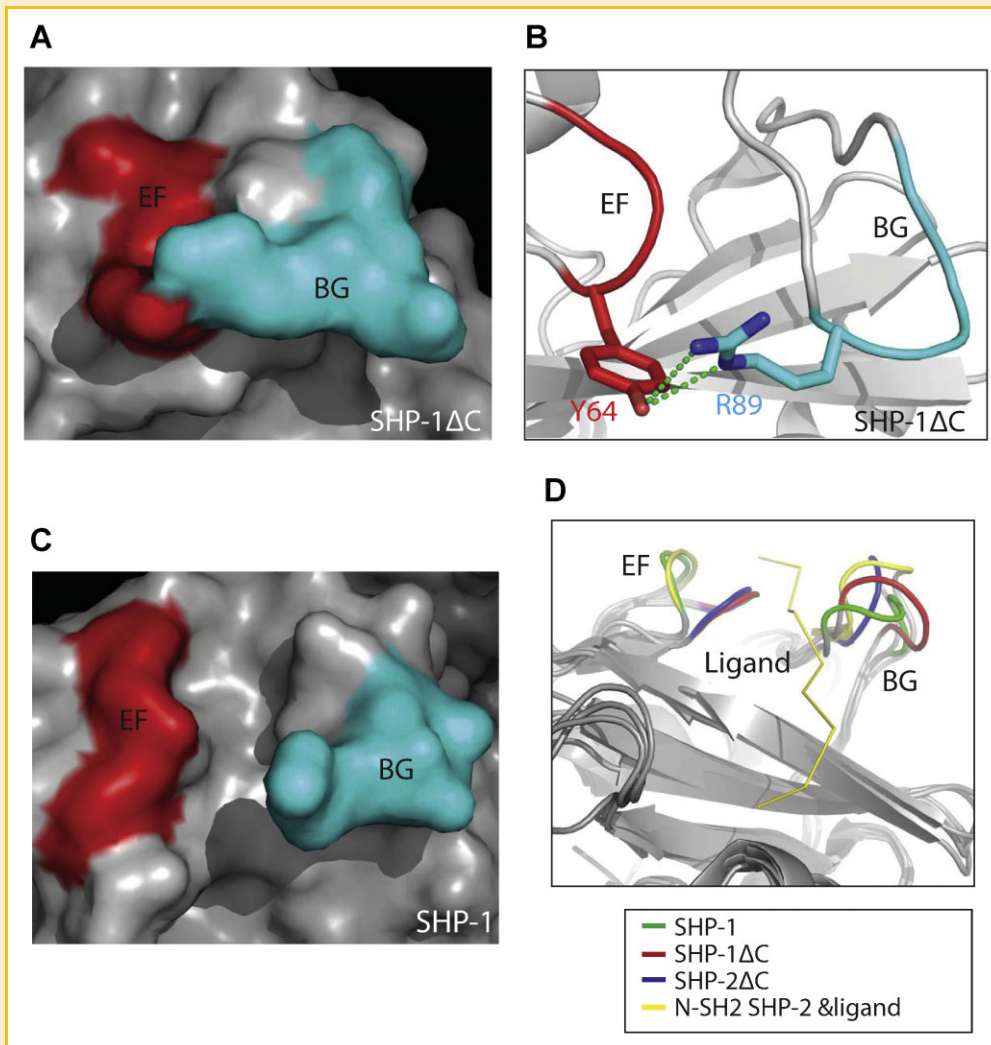 A
EF
BG
SHP-1ΔC
B
EF
BG
Y64
R89
SHP-1ΔC
C
EF
BG
SHP-1
D
EF
Ligand
BG
SHP-1
SHP-1ΔC
SHP-2ΔC
N-SH2 SHP-2 &ligand